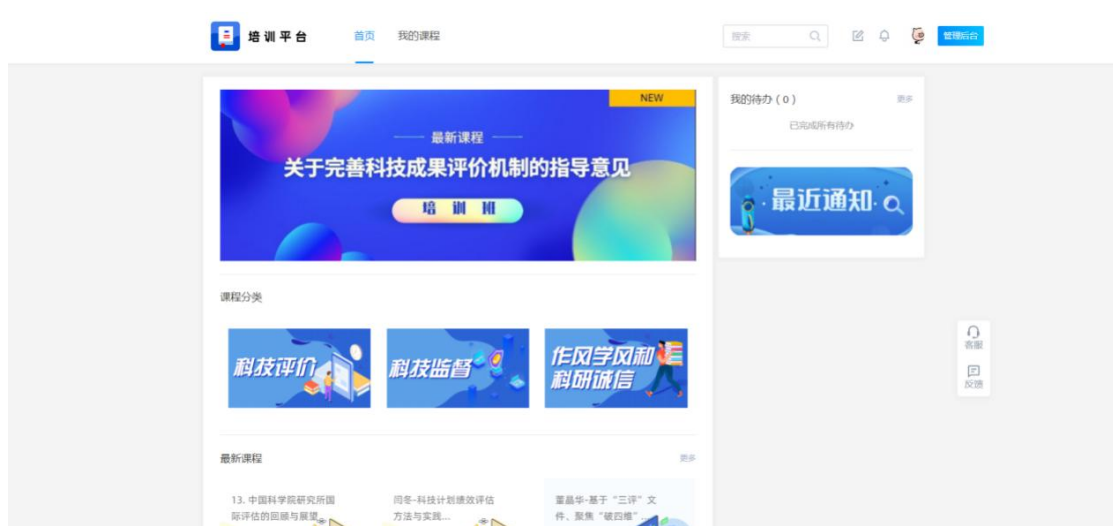 培训平台
首页
我的课程
搜索
管理后台
NEW
最新课程
关于完善科技成果评价机制的指导意见
培训班
我的待办(0)
更多
已完成所有待办
最近通知
课程分类
科技评价
科技监督
作风学风和
科研诚信
客服
反馈
最新课程
更多
13. 中国科学院研究所国
际评估的回顾与展望
闫冬-科技计划绩效评估
方法与实践...
董晶华-基于“三评”文
件、聚焦“破四唯”